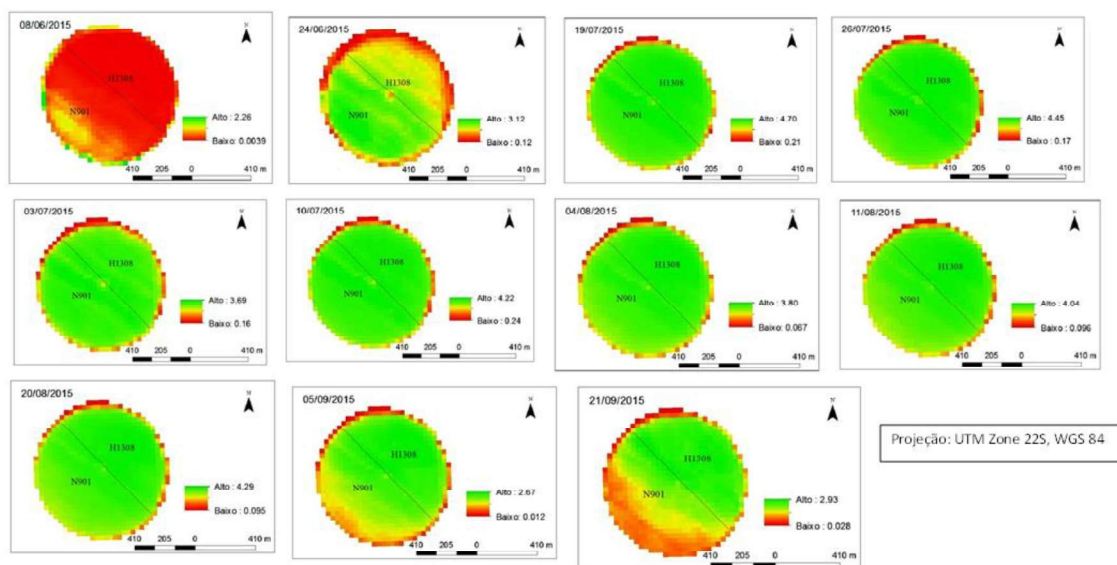 08/06/2015
N
H1308
N901
Alto : 2.26
Baixo: 0.0039
410 205 0 410 m
24/06/2015
N
H1308
N901
Alto : 3.12
Baixo : 0.12
410 205 0 410 m
19/07/2015
N
H1308
N901
Alto : 4.70
Baixo : 0.21
410 205 0 410 m
26/07/2015
N
H1308
N901
Alto : 4.45
Baixo : 0.17
410 205 0 410 m
03/07/2015
N
H1308
N901
Alto : 3.69
Baixo : 0.16
410 205 0 410 m
10/07/2015
N
H1308
N901
Alto : 4.22
Baixo : 0.24
410 205 0 410 m
04/08/2015
N
H1308
N901
Alto : 3.80
Baixo : 0.067
410 205 0 410 m
11/08/2015
N
H1308
N901
Alto : 4.04
Baixo : 0.096
410 205 0 410 m
20/08/2015
N
H1308
N901
Alto : 4.29
Baixo : 0.095
410 205 0 410 m
05/09/2015
N
H1308
N901
Alto : 2.67
Baixo : 0.012
410 205 0 410 m
21/09/2015
N
H1308
N901
Alto : 2.93
Baixo : 0.028
410 205 0 410 m
Projeção: UTM Zone 22S, WGS 84